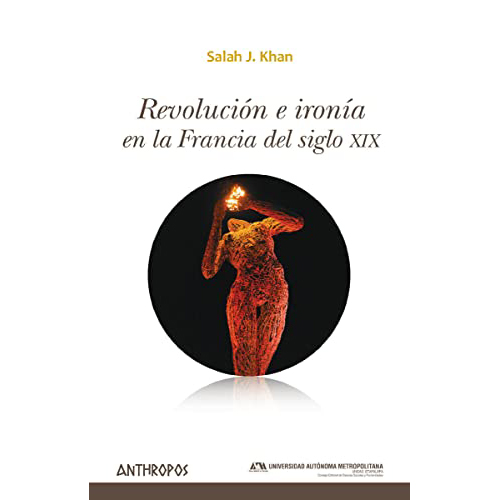 Salah J. Khan
Revolución e ironía
en la Francia del siglo XIX
ANTHROPOS
UNIVERSIDAD AUTÓNOMA METROPOLITANA